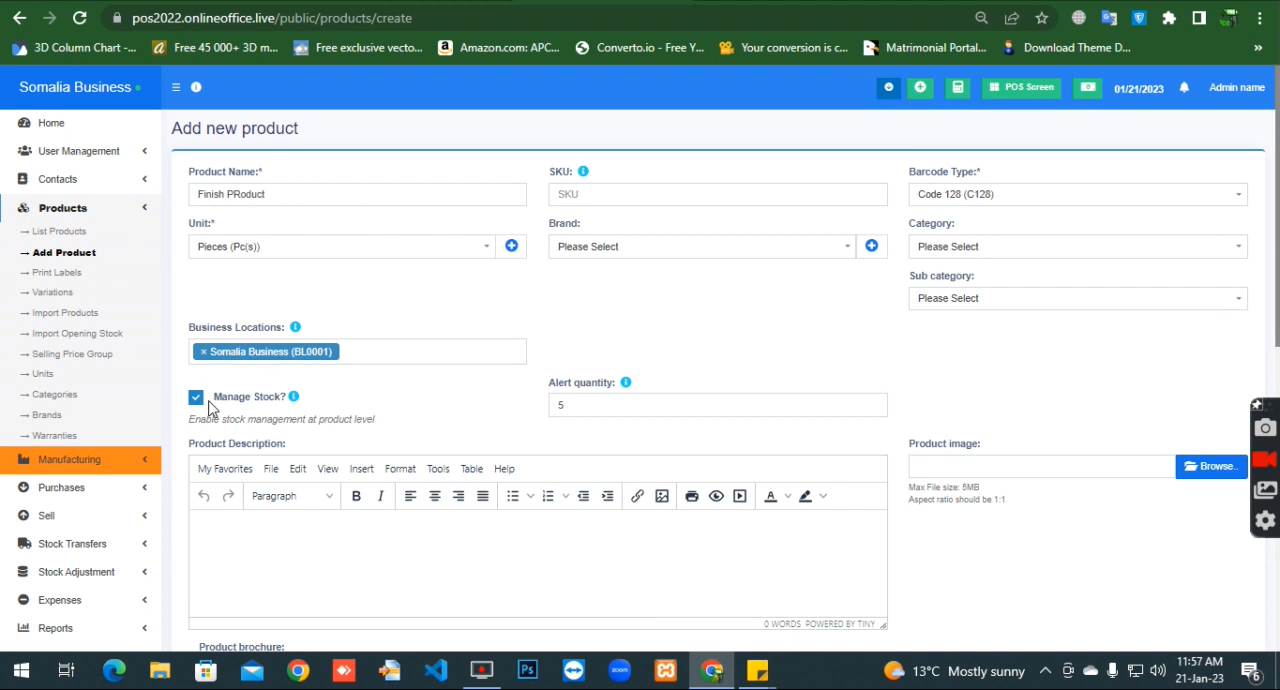 pos2022.onlineoffice.live/public/products/create
3D Column Chart -...
Free 45 000+ 3D m...
Free exclusive vecto...
Amazon.com: APC...
Converto.io - Free Y...
Your conversion is c...
Matrimonial Portal...
Download Theme D...
»
Somalia Business
POS Screen
01/21/2023
Admin name
Home
User Management
Contacts
Products
List Products
Add Product
Print Labels
Variations
Import Products
Import Opening Stock
Selling Price Group
Units
Categories
Brands
Warranties
Manufacturing
Purchases
Sell
Stock Transfers
Stock Adjustment
Expenses
Reports
Add new product
Product Name:*
SKU:
Barcode Type:*
Finish PRoduct
SKU
Code 128 (C128)
Unit:*
Brand:
Category:
Pieces (Pc(s))
Please Select
Please Select
Sub category:
Please Select
Business Locations:
× Somalia Business (BL0001)
Manage Stock?
Enable stock management at product level
Alert quantity:
5
Product Description:
Product image:
My Favorites File Edit View Insert Format Tools Table Help
Browse..
Paragraph
Max File size: 5MB
Aspect ratio should be 1:1
0 WORDS POWERED BY TINY
Product brochure:
13°C Mostly sunny
11:57 AM
21-Jan-23
6